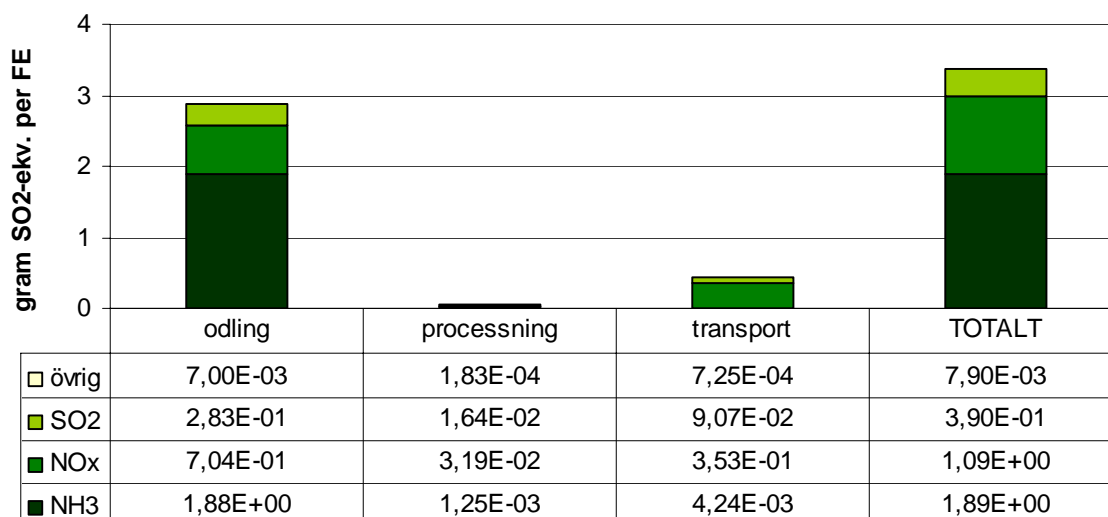 gram SO2-ekv. per FE
4
3
2
1
0
odling processning transport TOTALT
övrig 7,00E-03 1,83E-04 7,25E-04 7,90E-03
SO2 2,83E-01 1,64E-02 9,07E-02 3,90E-01
NOx 7,04E-01 3,19E-02 3,53E-01 1,09E+00
NH3 1,88E+00 1,25E-03 4,24E-03 1,89E+00